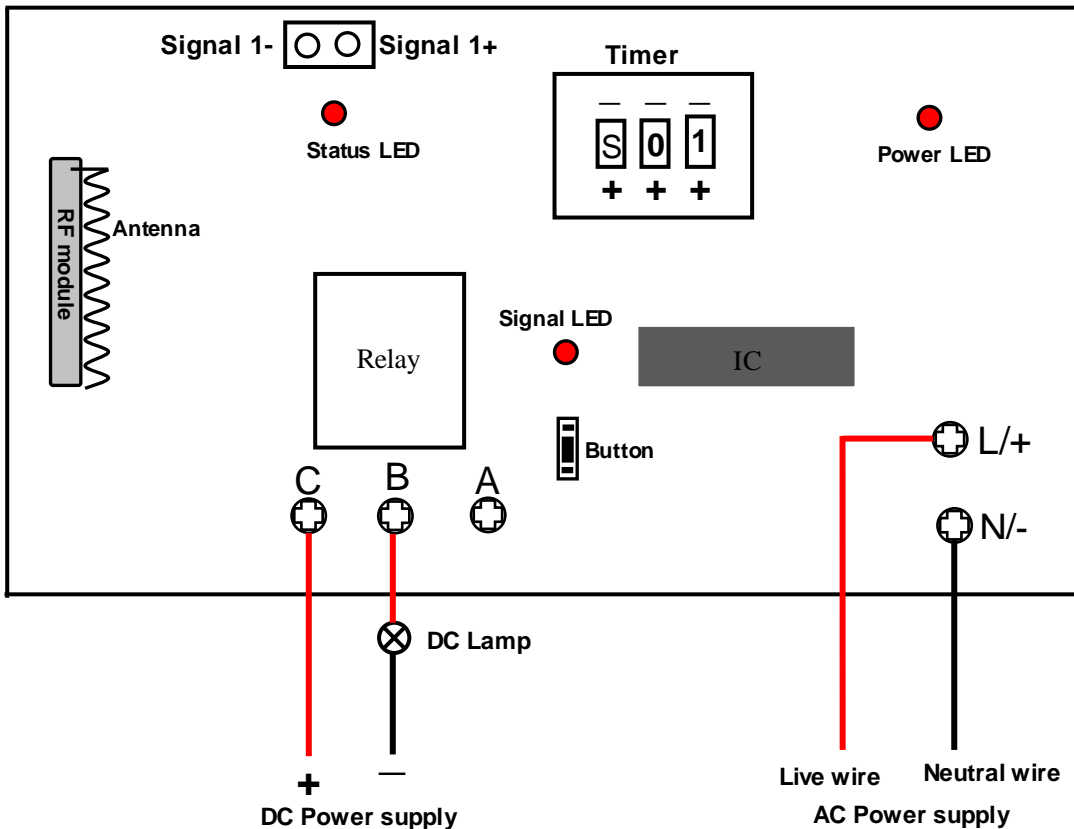 Signal 1- Signal 1+
Timer
— — —
S 0 1
+ + +
Status LED
Power LED
RF module
Antenna
Signal LED
Relay
IC
Button
L/+
C B A
N/-
DC Lamp
+ —
Live wire Neutral wire
DC Power supply
AC Power supply